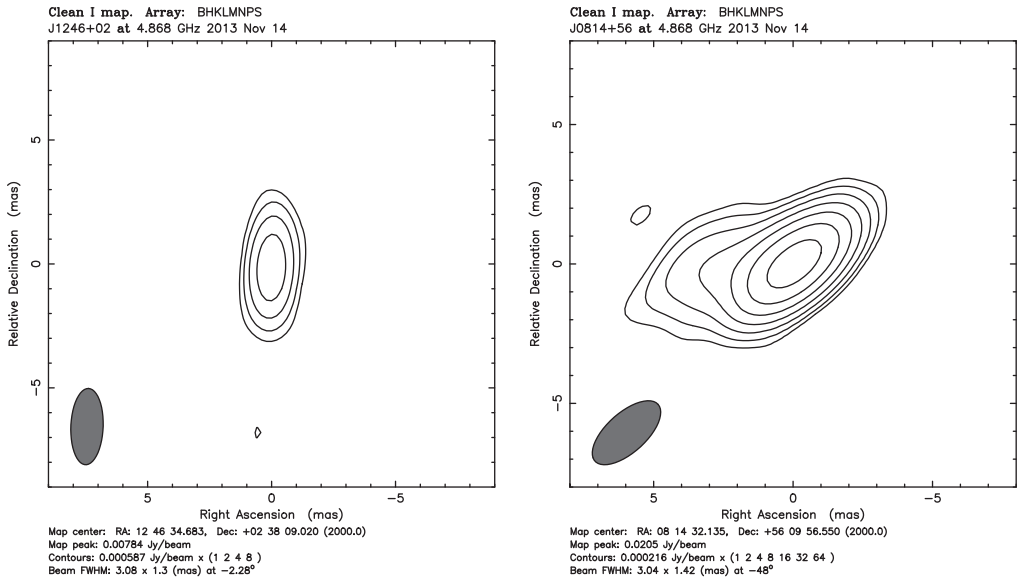 Clean I map. Array: BHKLMNPS
J1246+02 at 4.868 GHz 2013 Nov 14
Relative Declination (mas)
5
0
−5
5
0
−5
Right Ascension (mas)
Map center: RA: 12 46 34.683, Dec: +02 38 09.020 (2000.0)
Map peak: 0.00784 Jy/beam
Contours: 0.000587 Jy/beam x (1 2 4 8 )
Beam FWHM: 3.08 x 1.3 (mas) at −2.28°
Clean I map. Array: BHKLMNPS
J0814+56 at 4.868 GHz 2013 Nov 14
Relative Declination (mas)
5
0
−5
5
0
−5
Right Ascension (mas)
Map center: RA: 08 14 32.135, Dec: +56 09 56.550 (2000.0)
Map peak: 0.0205 Jy/beam
Contours: 0.000216 Jy/beam x (1 2 4 8 16 32 64 )
Beam FWHM: 3.04 x 1.42 (mas) at −48°